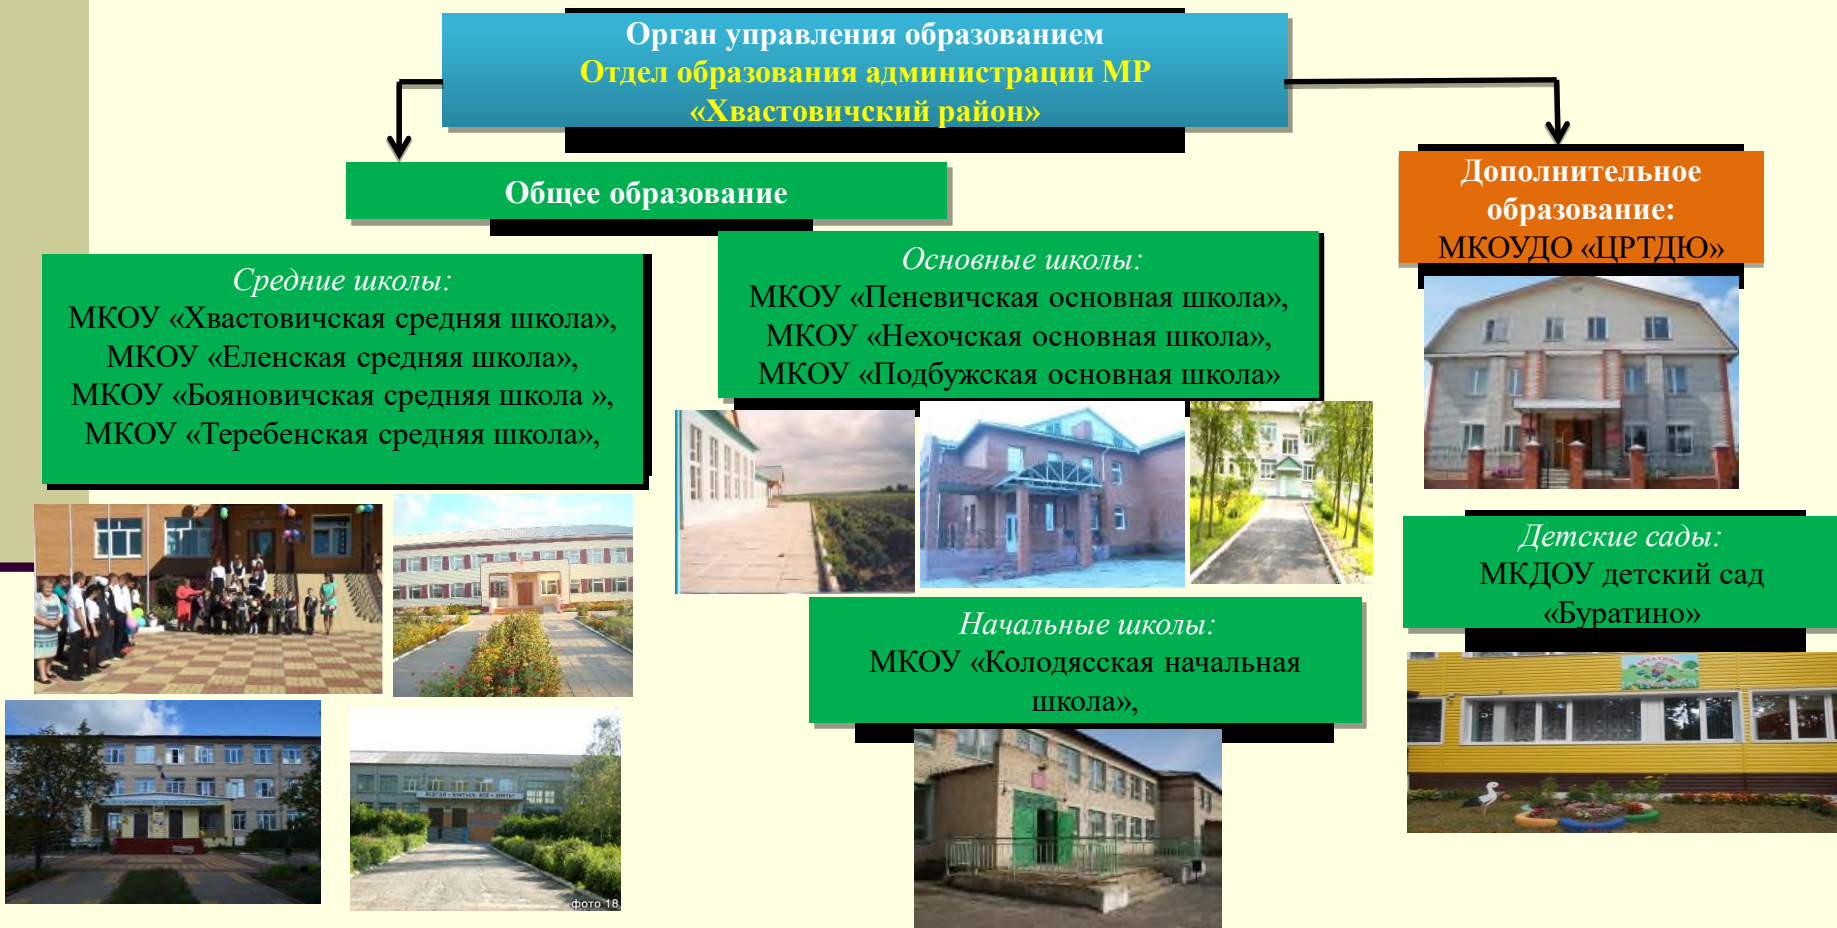 Орган управления образованием
Отдел образования администрации МР
«Хвастовичский район»
Общее образование
Дополнительное
образование:
МКОУДО «ЦРТДЮ»
Средние школы:
МКОУ «Хвастовичская средняя школа»,
МКОУ «Еленская средняя школа»,
МКОУ «Бояновичская средняя школа »,
МКОУ «Теребенская средняя школа»,
Основные школы:
МКОУ «Пеневичская основная школа»,
МКОУ «Нехочская основная школа»,
МКОУ «Подбужская основная школа»
Начальные школы:
МКОУ «Колодясская начальная
школа»,
Детские сады:
МКДОУ детский сад
«Буратино»
БУРАТИНО
фото 18